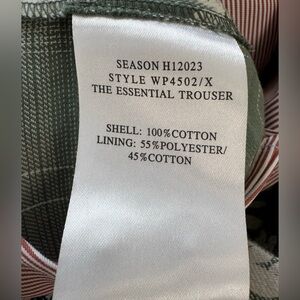 SEASON H12023
STYLE WP4502/X
THE ESSENTIAL TROUSER
SHELL: 100%COTTON
LINING: 55%POLYESTER/
45%COTTON